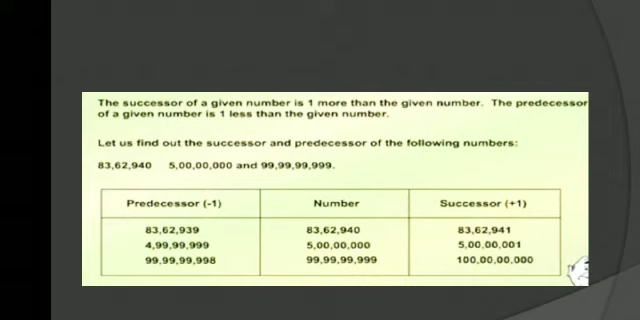 The successor of a given number is 1 more than the given number. The predecessor
of a given number is 1 less than the given number.
Let us find out the successor and predecessor of the following numbers:
83,62,940 5,00,00,000 and 99,99,99,999.
Predecessor (-1) Number Successor (+1)
83,62,939 83,62,940 83,62,941
4,99,99,999 5,00,00,000 5,00,00,001
99,99,99,998 99,99,99,999 100,00,00,000